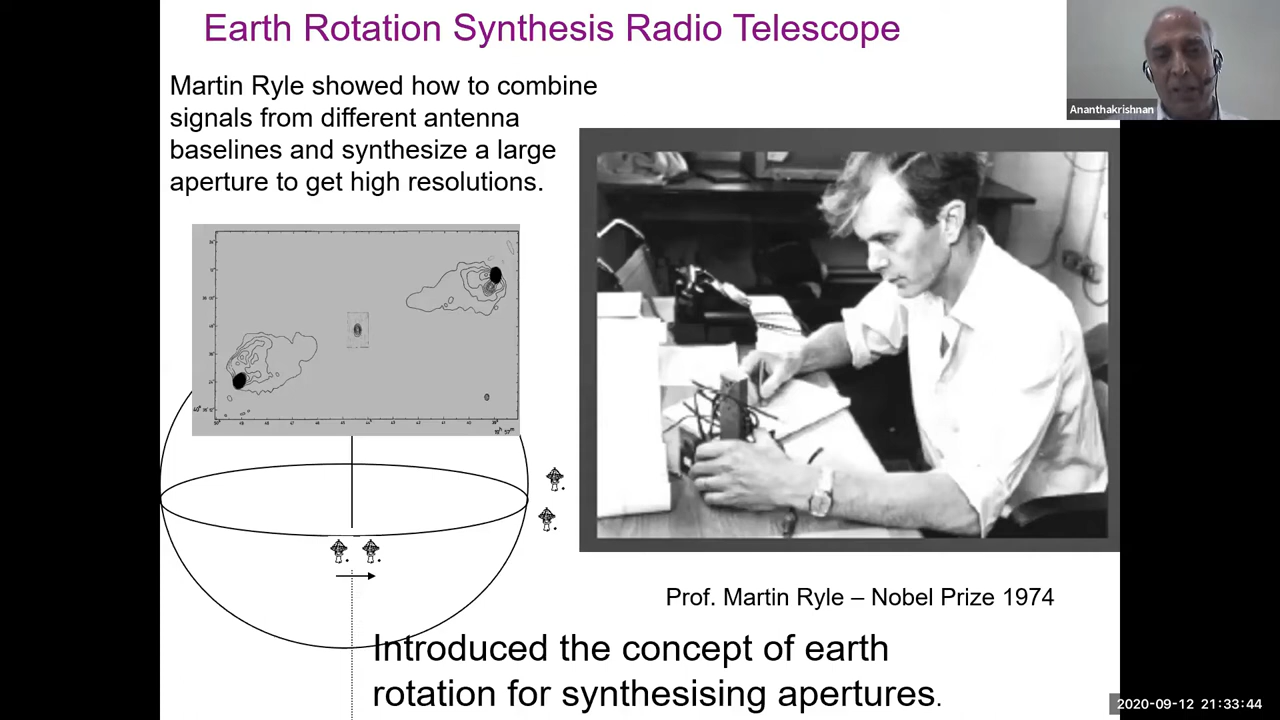 Earth Rotation Synthesis Radio Telescope
Ananthakrishnan
Martin Ryle showed how to combine
signals from different antenna
baselines and synthesize a large
aperture to get high resolutions.
Prof. Martin Ryle – Nobel Prize 1974
Introduced the concept of earth
rotation for synthesising apertures.
2020-09-12 21:33:44